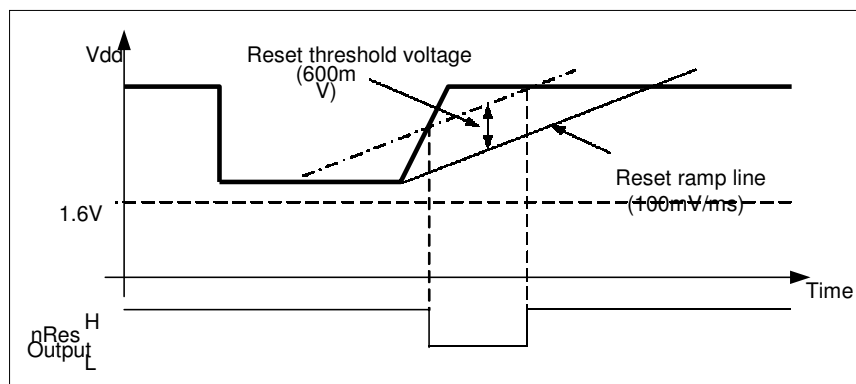 Vdd
Reset threshold voltage
(600m
V)
Reset ramp line
(100mV/ms)
1.6V
Time
H
nRes
Output
L